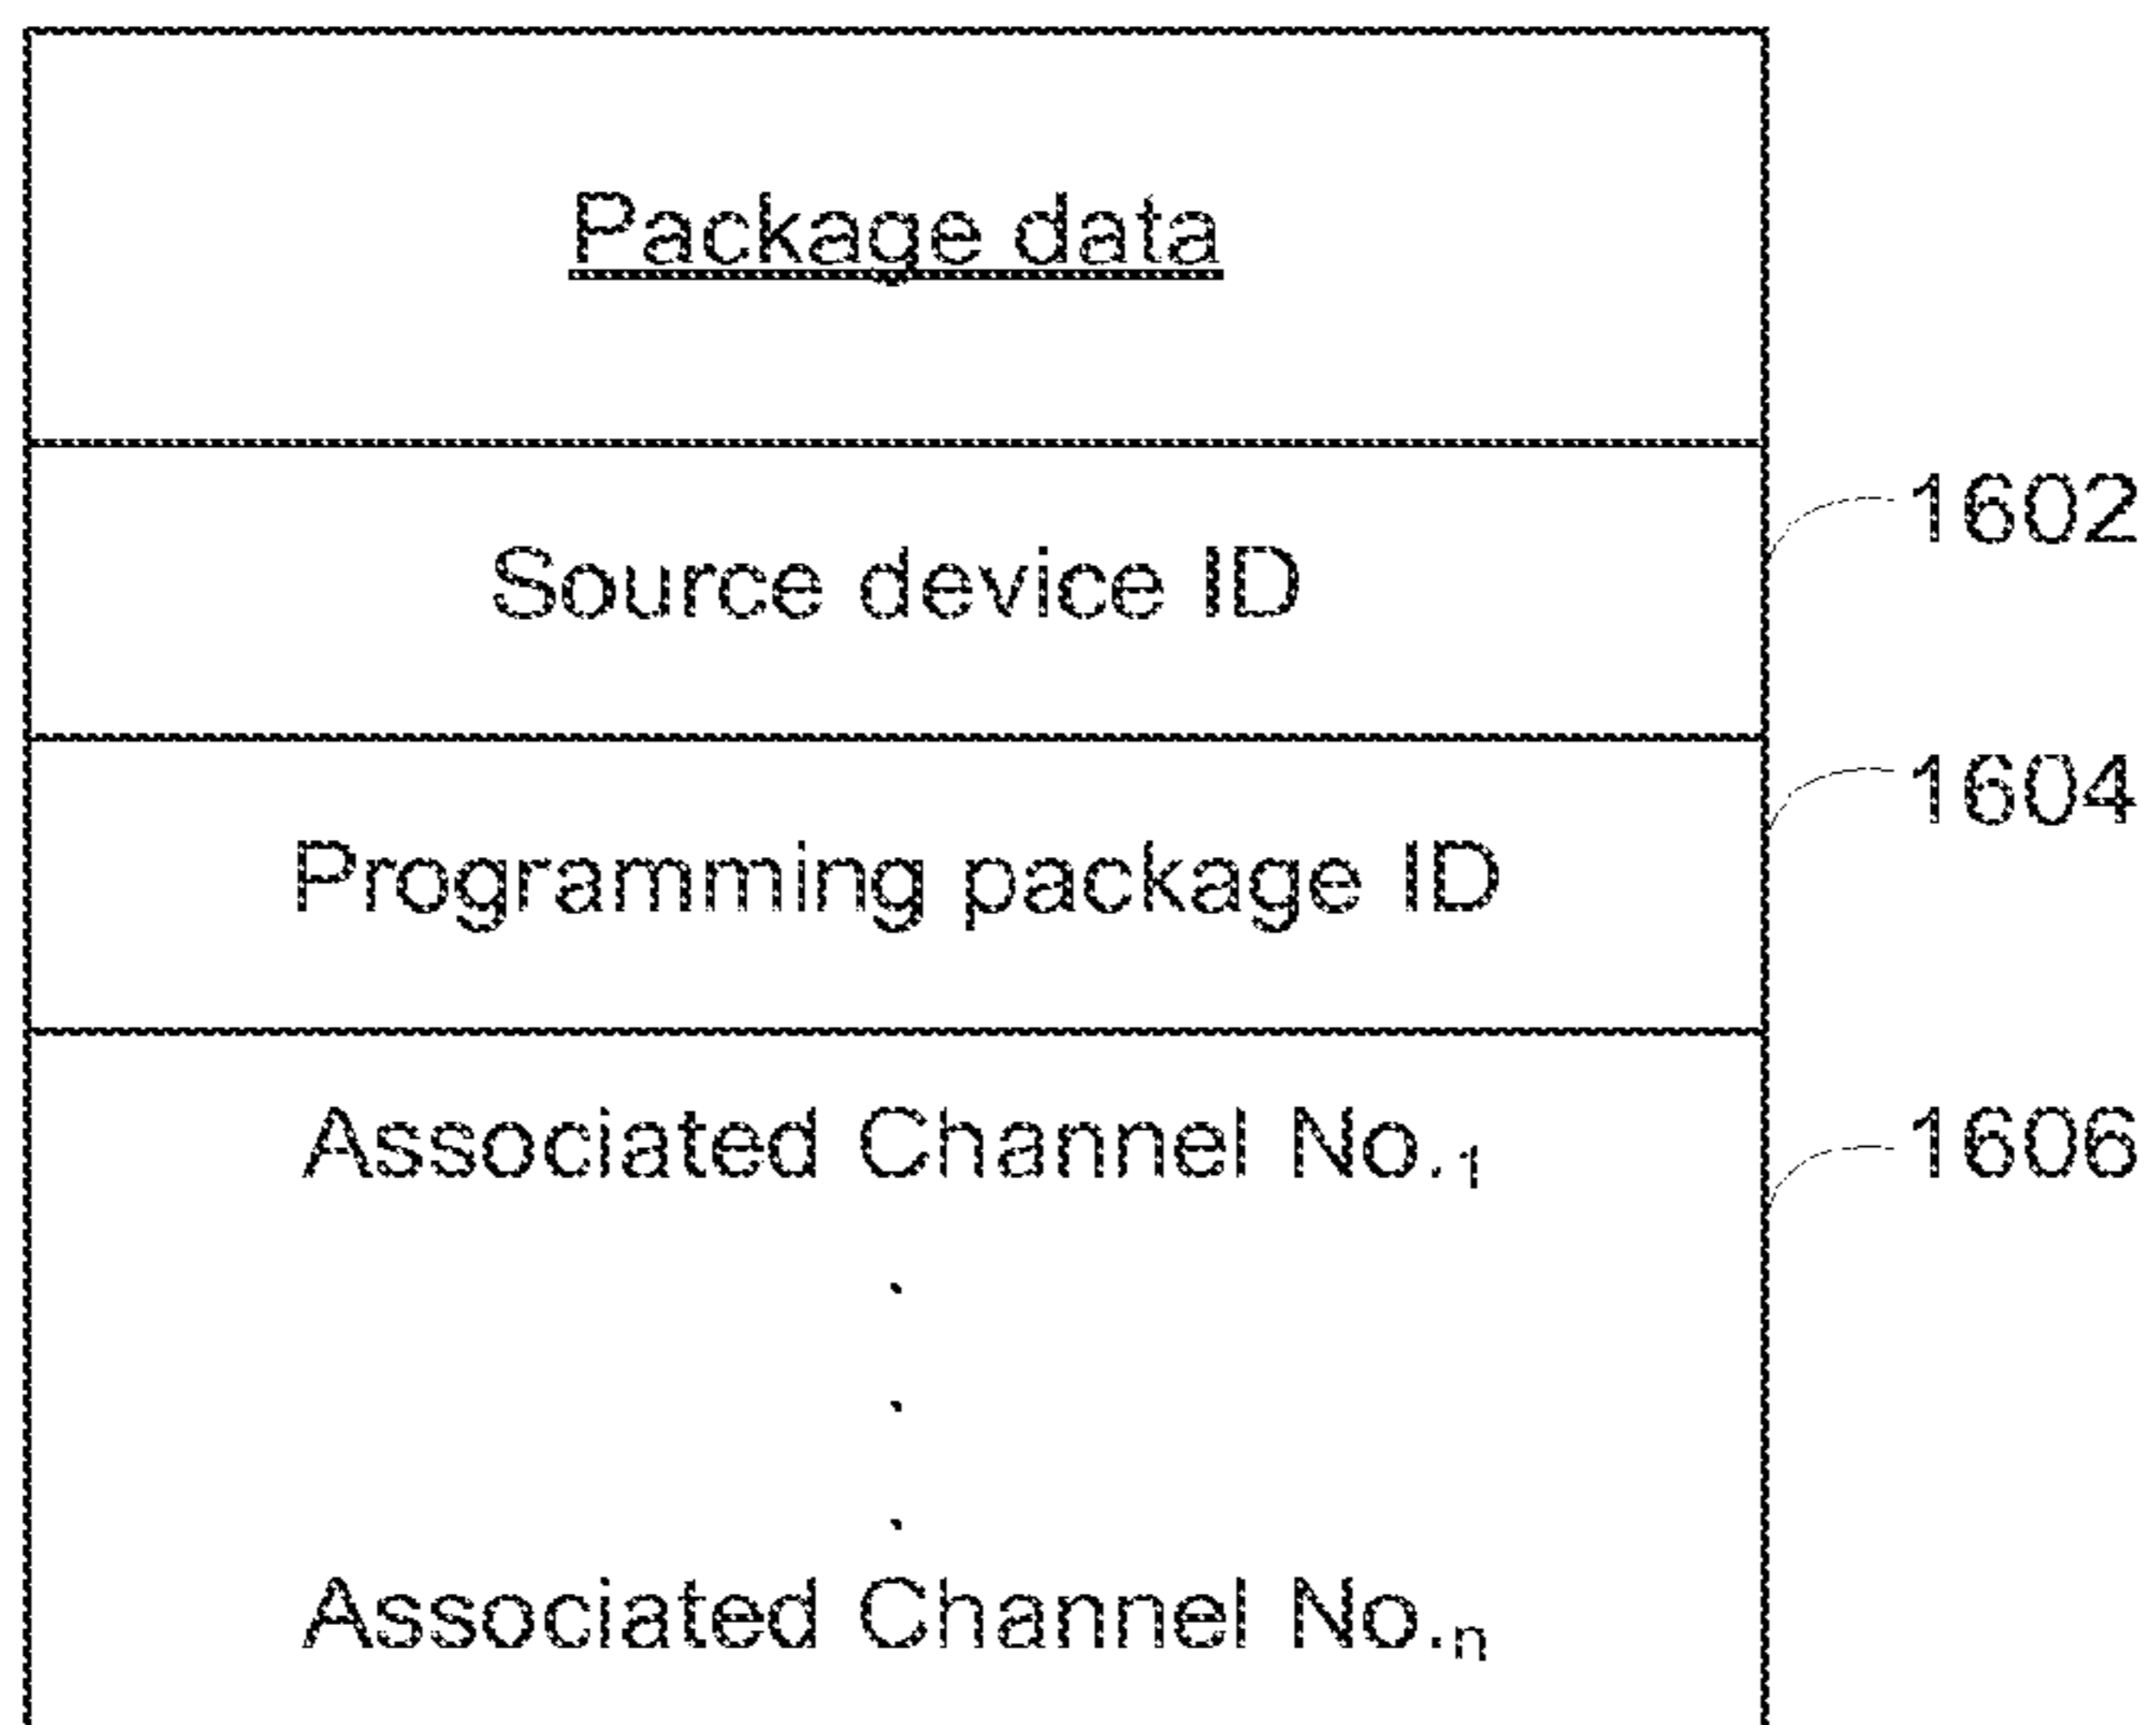 Package data
Source device ID
1602
Programming package ID
1604
Associated Channel No.₁
1606
.
.
.
Associated Channel No.ₙ